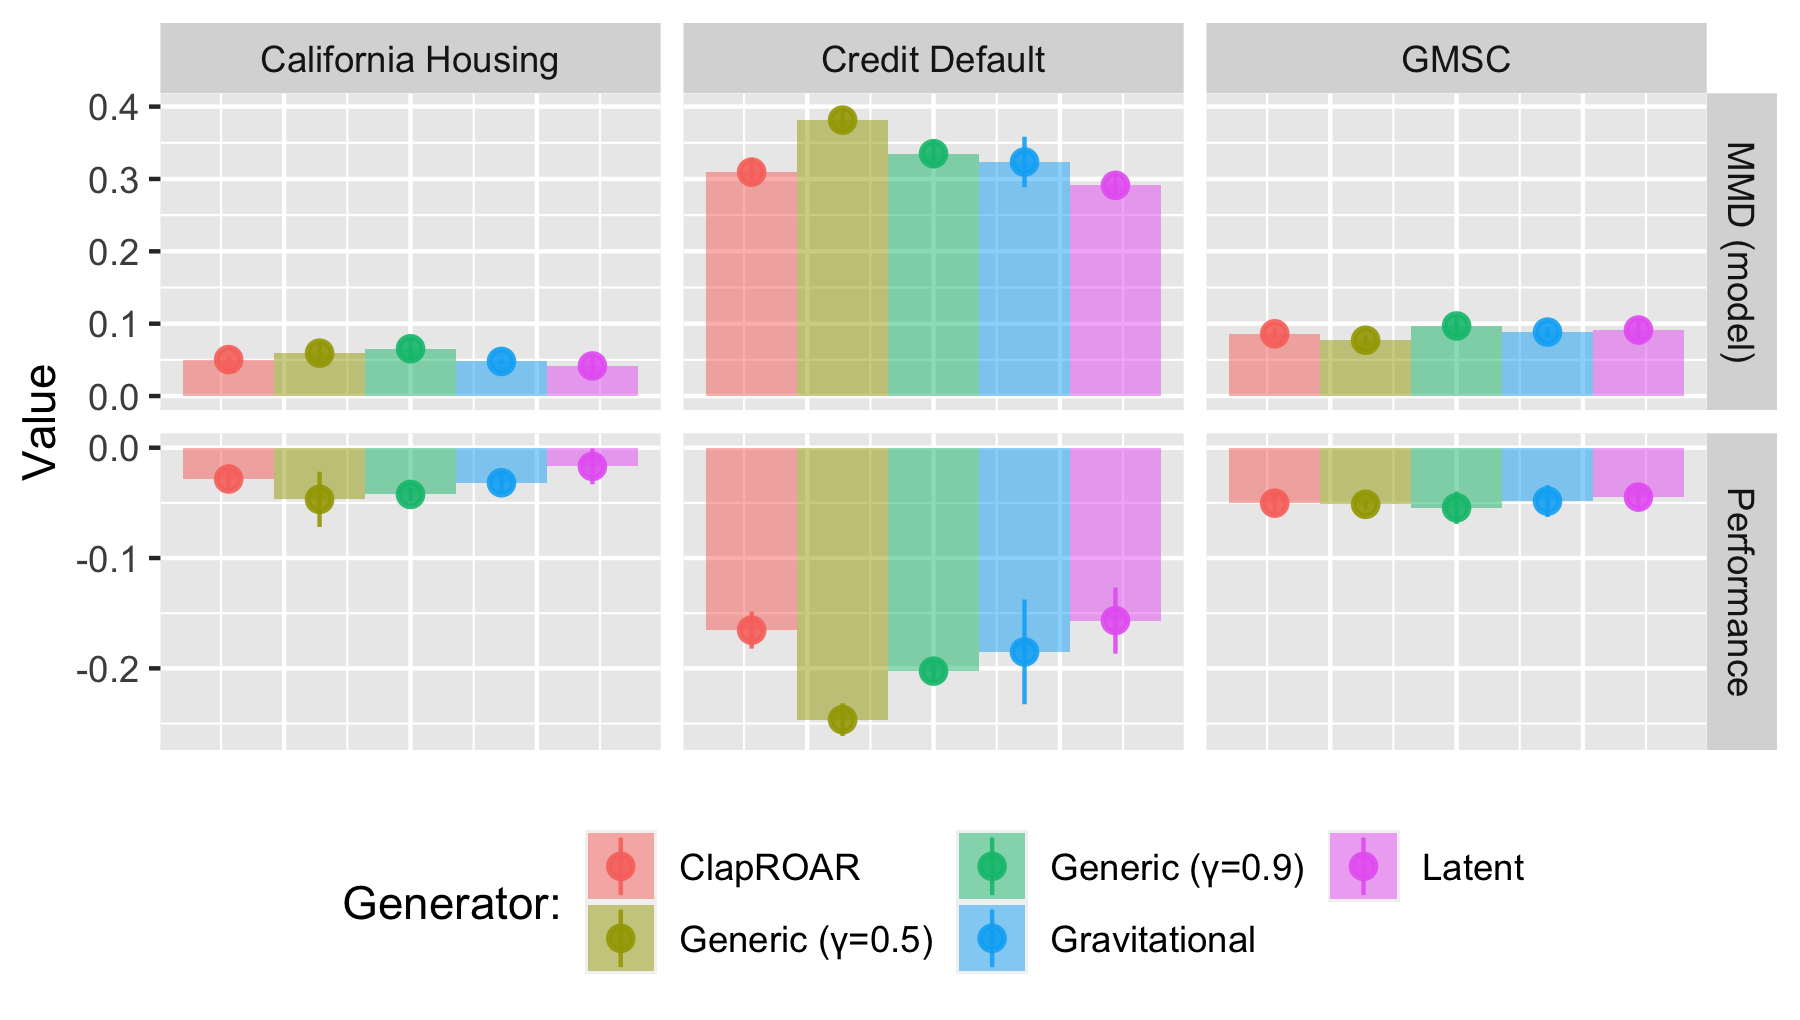 California Housing
Credit Default
GMSC
0.4
0.3
0.2
0.1
0.0
MMD (model)
Value
0.0
-0.1
-0.2
Performance
Generator:
ClapROAR
Generic (γ=0.9)
Latent
Generic (γ=0.5)
Gravitational